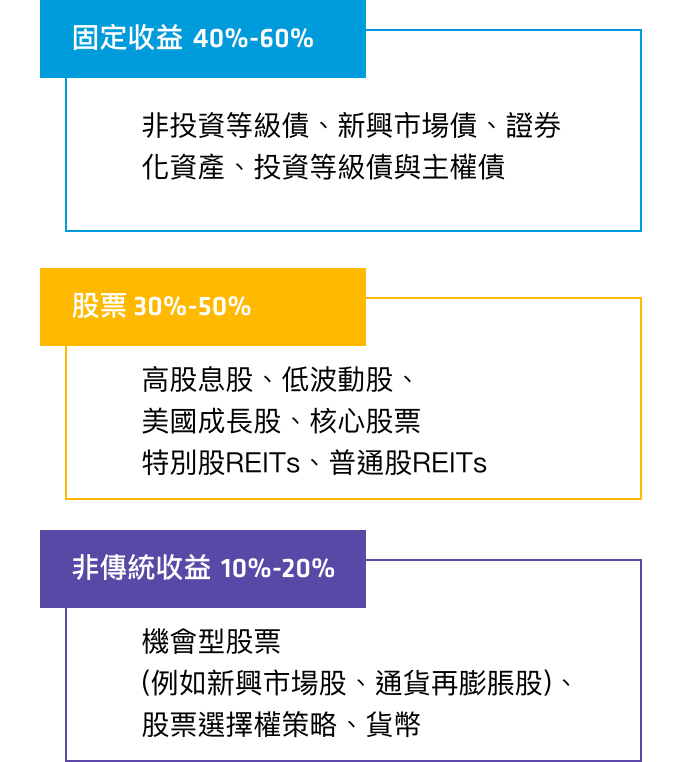 固定收益 40%-60%
非投資等級債、新興市場債、證券
化資產、投資等級債與主權債
股票 30%-50%
高股息股、低波動股、
美國成長股、核心股票
特別股REITs、普通股REITs
非傳統收益 10%-20%
機會型股票
(例如新興市場股、通貨再膨脹股)、
股票選擇權策略、貨幣